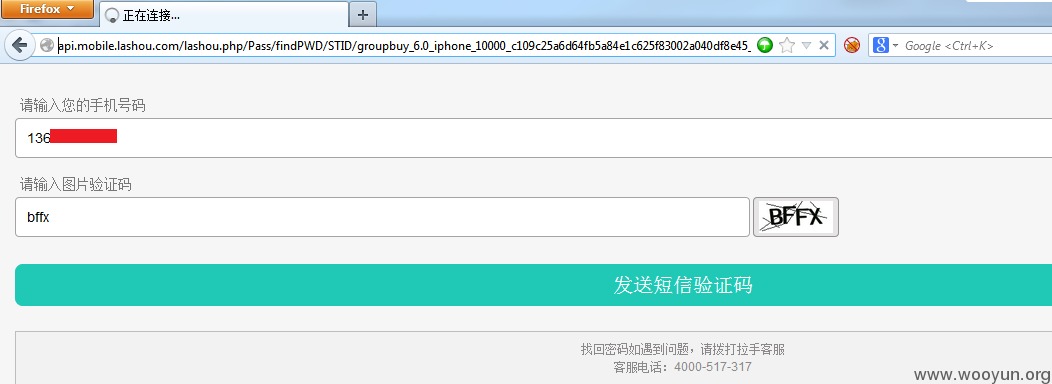 Firefox
正在连接...
api.mobile.lashou.com/lashou.php/Pass/findPWD/STID/groupbuy_6.0_iphone_10000_c109c25a6d64fb5a84e1c625f83002a040df8e45_
Google <Ctrl+K>
请输入您的手机号码
136
请输入图片验证码
bffx
BFFX
发送短信验证码
找回密码如遇到问题，请拨打拉手客服
客服电话：4000-517-317
www.wooyun.org